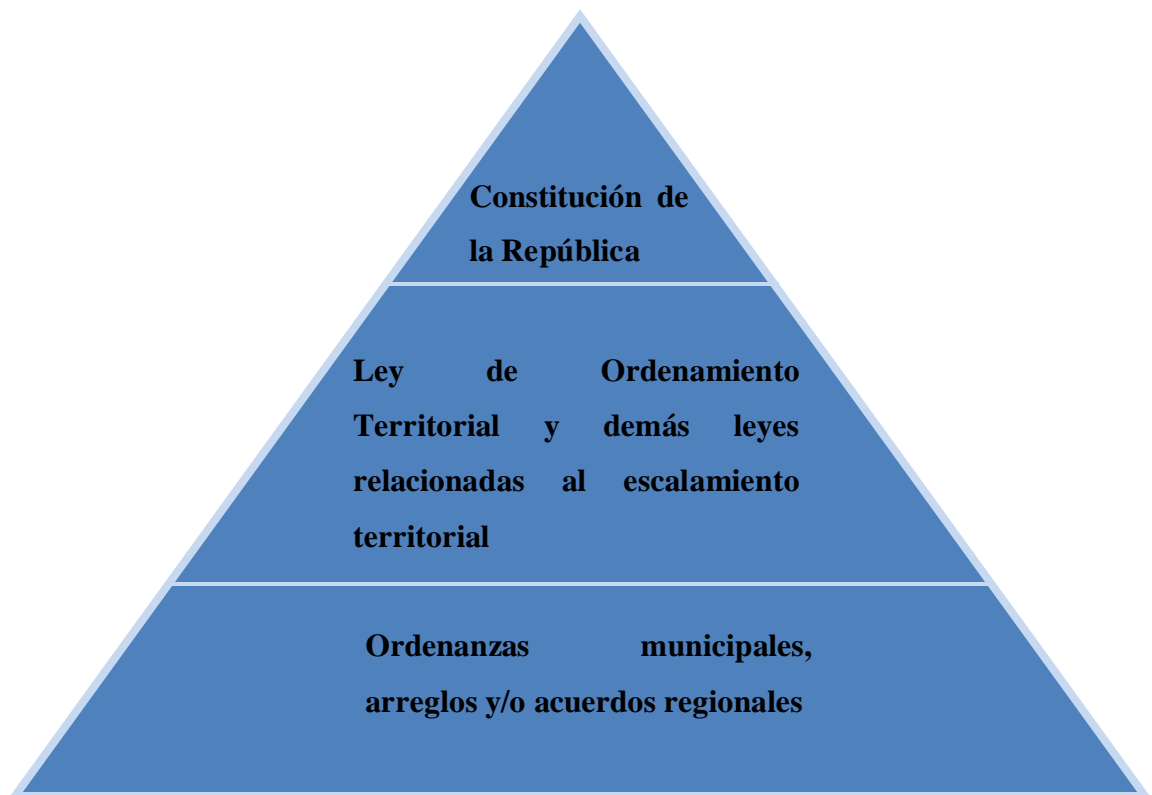 Constitución de
la República
Ley de Ordenamiento
Territorial y demás leyes
relacionadas al escalamiento
territorial
Ordenanzas municipales,
arreglos y/o acuerdos regionales